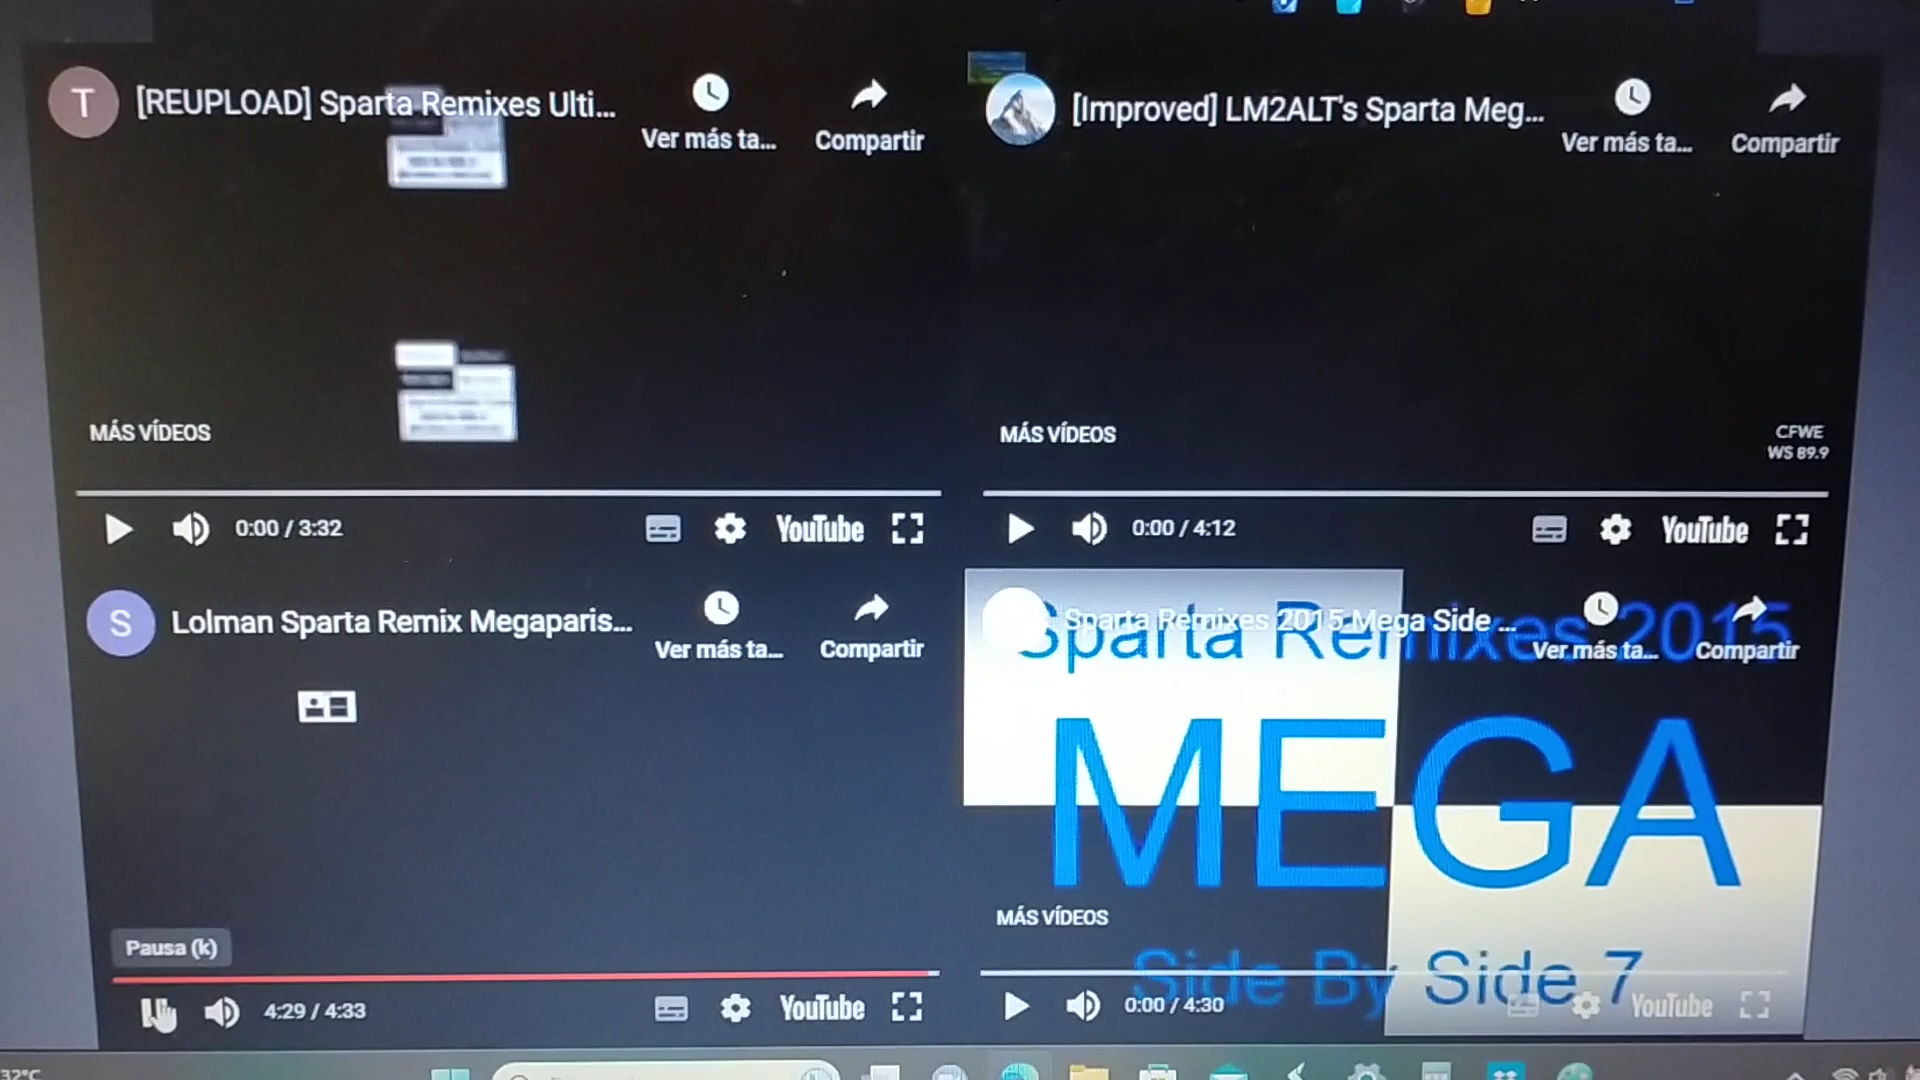 T
[REUPLOAD] Sparta Remixes Ulti...
Ver más ta...
Compartir
[Improved] LM2ALT's Sparta Meg...
Ver más ta...
Compartir
MÁS VÍDEOS
MÁS VÍDEOS
CFWE
WS 89.9
0:00 / 3:32
YouTube
0:00 / 4:12
YouTube
S
Lolman Sparta Remix Megaparis...
Ver más ta...
Compartir
Sparta Remixes 2015 Mega Side ...
Ver más ta...
Compartir
Sparta Remixes 2015
MEGA
MÁS VÍDEOS
Side By Side 7
Pausa (k)
4:29 / 4:33
YouTube
0:00 / 4:30
YouTube
32°C